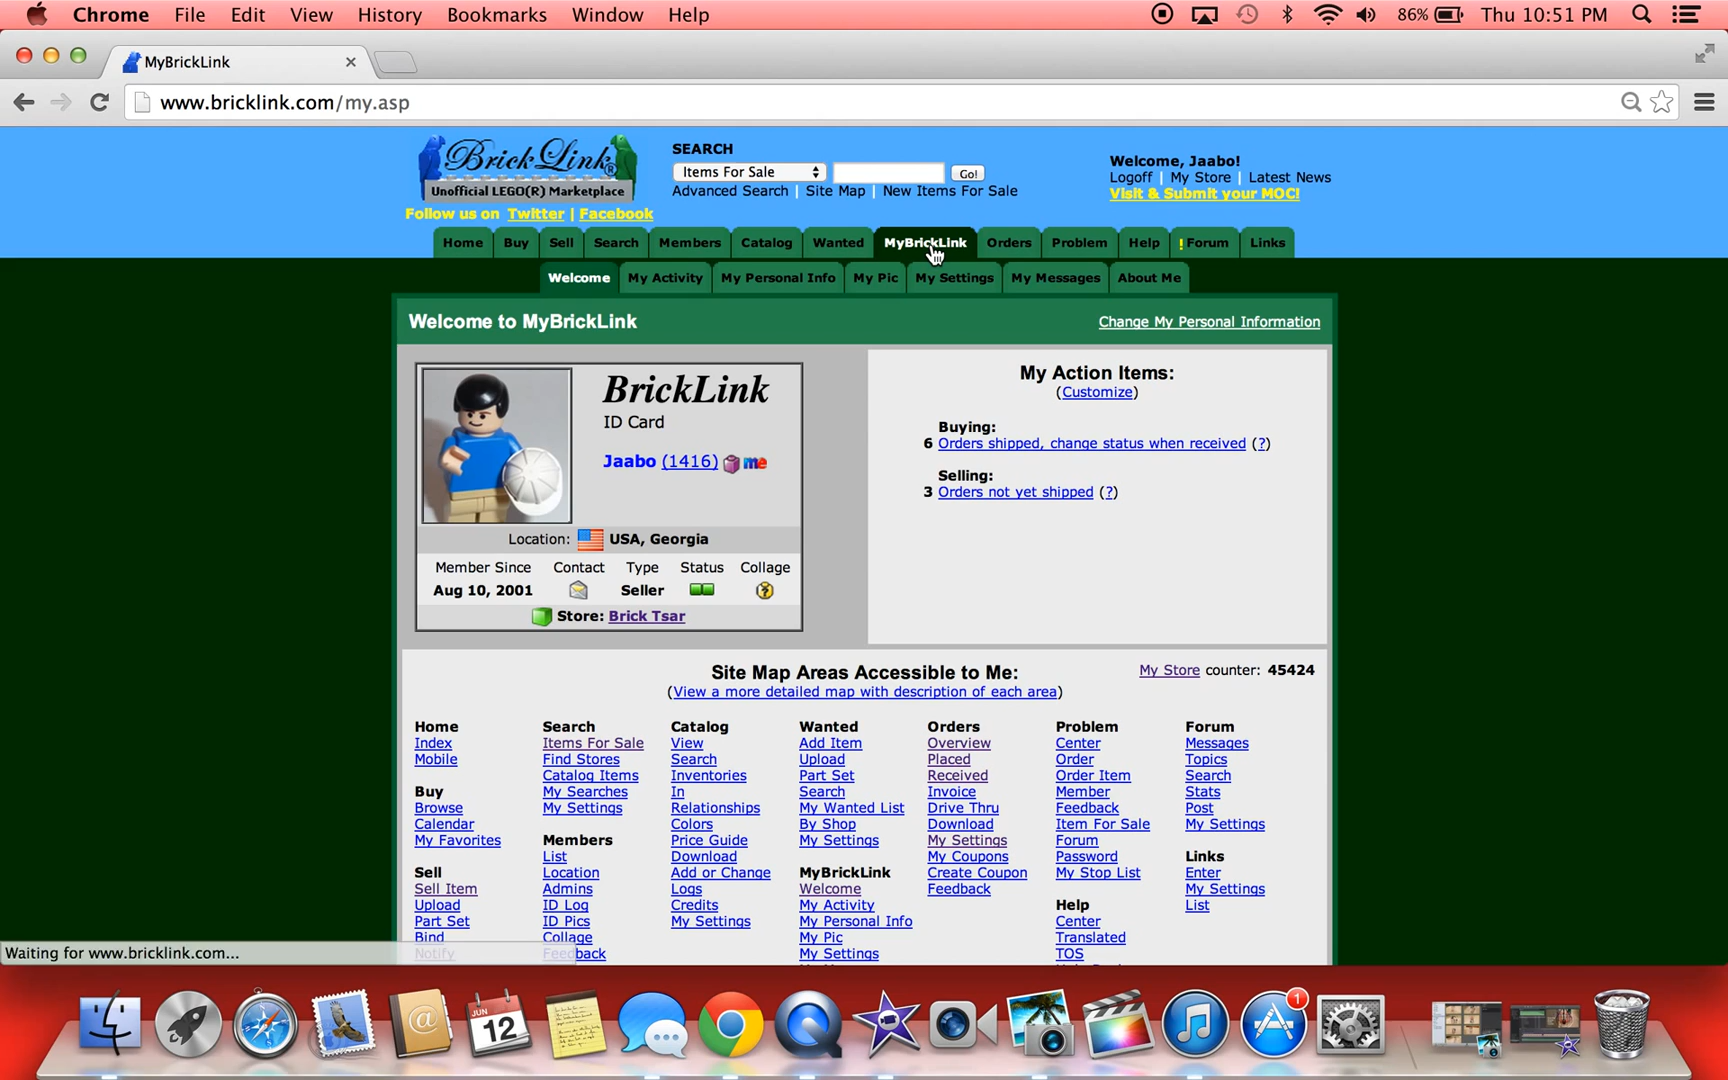 Chrome File Edit View History Bookmarks Window Help 86% Thu 10:51 PM
MyBrickLink
www.bricklink.com/my.asp
BrickLink®
Unofficial LEGO(R) Marketplace
Follow us on Twitter | Facebook
SEARCH
Items For Sale Go!
Advanced Search | Site Map | New Items For Sale
Welcome, Jaabo!
Logoff | My Store | Latest News
Visit & Submit your MOC!
Home Buy Sell Search Members Catalog Wanted MyBrickLink Orders Problem Help !Forum Links
Welcome My Activity My Personal Info My Pic My Settings My Messages About Me
Welcome to MyBrickLink Change My Personal Information
BrickLink
ID Card
Jaabo (1416) me
Location: USA, Georgia
Member Since Contact Type Status Collage
Aug 10, 2001 Seller
Store: Brick Tsar
My Action Items:
(Customize)
Buying:
6 Orders shipped, change status when received (?)
Selling:
3 Orders not yet shipped (?)
Site Map Areas Accessible to Me:
(View a more detailed map with description of each area)
My Store counter: 45424
Home
Index
Mobile
Buy
Browse
Calendar
My Favorites
Sell
Sell Item
Upload
Part Set
Bind
Notify
Search
Items For Sale
Find Stores
Catalog Items
My Searches
My Settings
Members
List
Location
Admins
ID Log
ID Pics
Collage
Feedback
Catalog
View
Search
Inventories
In
Relationships
Colors
Price Guide
Download
Add or Change
Logs
Credits
My Settings
Wanted
Add Item
Upload
Part Set
Search
My Wanted List
By Shop
My Settings
MyBrickLink
Welcome
My Activity
My Personal Info
My Pic
My Settings
Orders
Overview
Placed
Received
Invoice
Drive Thru
Download
My Settings
My Coupons
Create Coupon
Feedback
Problem
Center
Order
Order Item
Member
Feedback
Item For Sale
Forum
Password
My Stop List
Help
Center
Translated
TOS
Forum
Messages
Topics
Search
Stats
Post
My Settings
Links
Enter
My Settings
List
Waiting for www.bricklink.com...
JUN
12
1